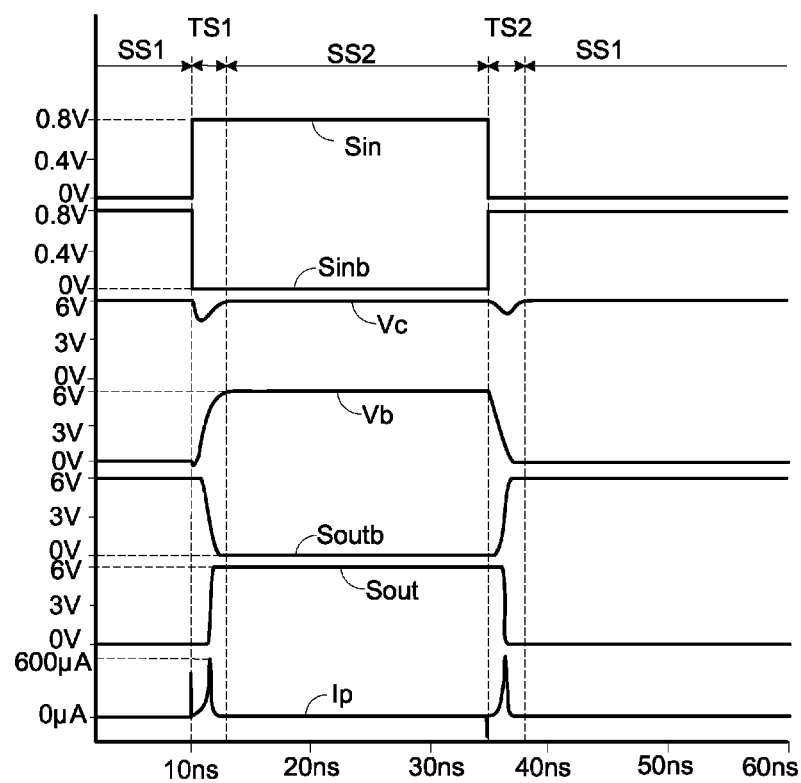 TS1 TS2
SS1 SS2 SS1
0.8V
Sin
0.4V
0V
0.8V
0.4V
Sinb
0V
6V
Vc
3V
0V
6V
Vb
3V
0V
6V
3V
Soutb
0V
6V
Sout
3V
0V
600µA
Ip
0µA
10ns 20ns 30ns 40ns 50ns 60ns